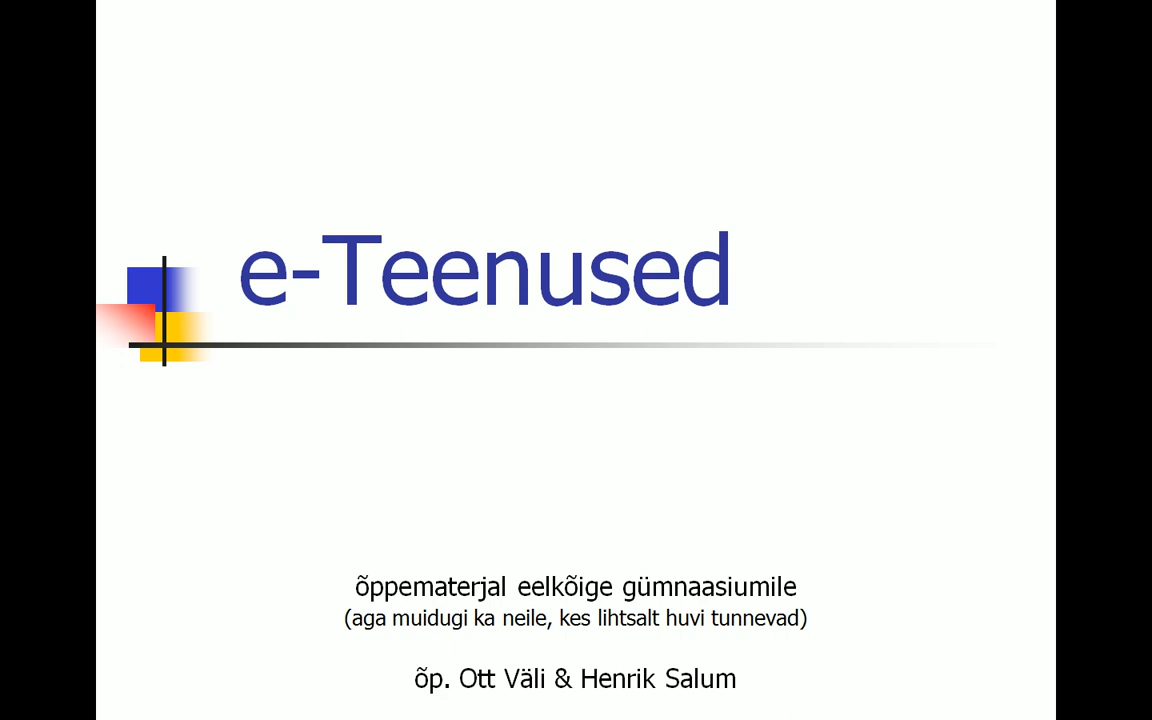 e-Teenused
õppematerjal eelkõige gümnaasiumile
(aga muidugi ka neile, kes lihtsalt huvi tunnevad)
õp. Ott Väli & Henrik Salum